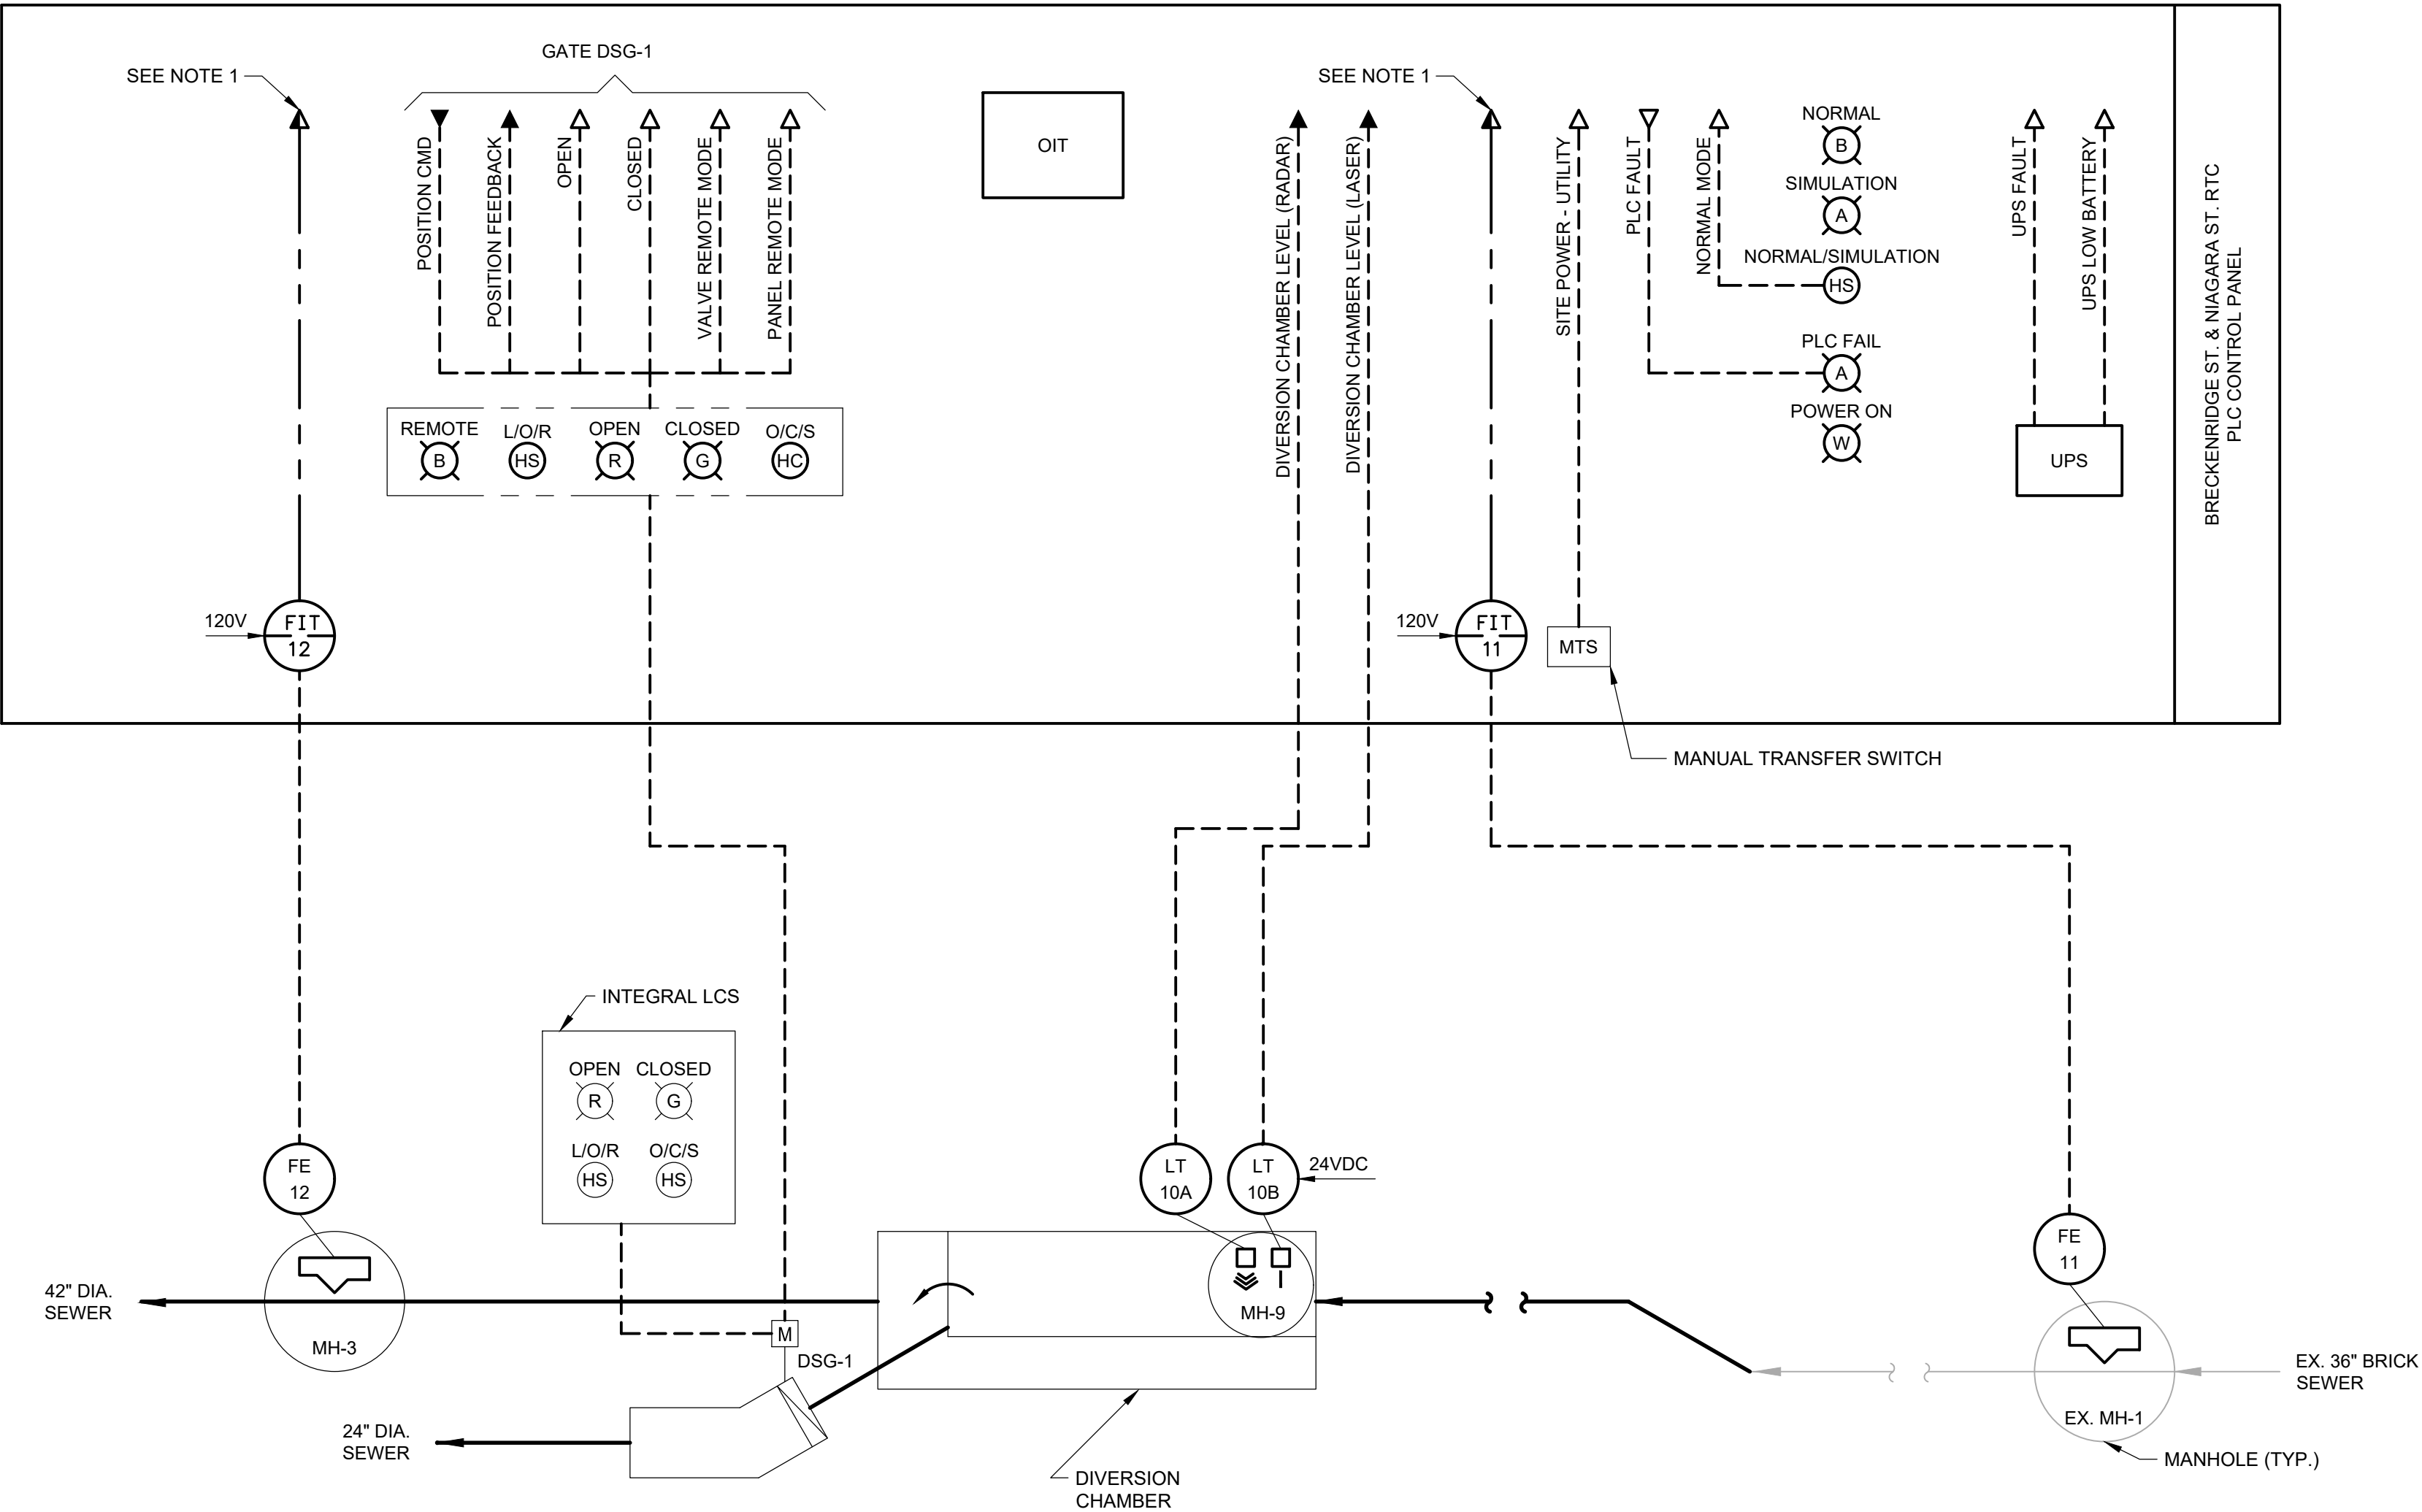 GATE DSG-1
SEE NOTE 1
POSITION CMD
POSITION FEEDBACK
OPEN
CLOSED
VALVE REMOTE MODE
PANEL REMOTE MODE
OIT
SEE NOTE 1
DIVERSION CHAMBER LEVEL (RADAR)
DIVERSION CHAMBER LEVEL (LASER)
SITE POWER - UTILITY
PLC FAULT
NORMAL MODE
NORMAL
B
SIMULATION
A
NORMAL/SIMULATION
HS
PLC FAIL
A
POWER ON
W
UPS FAULT
UPS LOW BATTERY
UPS
BRECKENRIDGE ST. & NIAGARA ST. RTC
PLC CONTROL PANEL
REMOTE
B
L/O/R
HS
OPEN
R
CLOSED
G
O/C/S
HC
120V
FIT
12
120V
FIT
11
MTS
MANUAL TRANSFER SWITCH
INTEGRAL LCS
OPEN
R
CLOSED
G
L/O/R
HS
O/C/S
HS
FE
12
LT
10A
LT
10B
24VDC
FE
11
42" DIA.
SEWER
MH-3
M
DSG-1
MH-9
EX. 36" BRICK
SEWER
EX. MH-1
MANHOLE (TYP.)
24" DIA.
SEWER
DIVERSION
CHAMBER